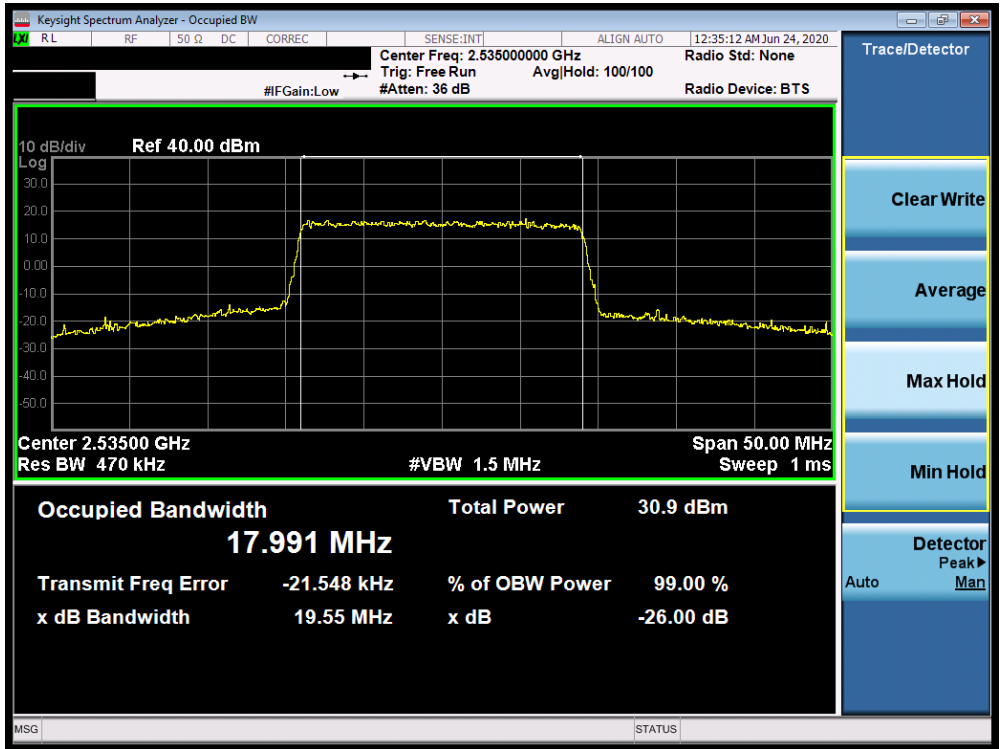 Keysight Spectrum Analyzer - Occupied BW
LXI RL RF 50 Ω DC CORREC SENSE:INT ALIGN AUTO 12:35:12 AM Jun 24, 2020
Center Freq: 2.535000000 GHz Radio Std: None
Trig: Free Run Avg|Hold: 100/100
#IFGain:Low #Atten: 36 dB Radio Device: BTS
10 dB/div Ref 40.00 dBm
Log
30.0
20.0
10.0
0.00
-10.0
-20.0
-30.0
-40.0
-50.0
Center 2.53500 GHz Span 50.00 MHz
Res BW 470 kHz #VBW 1.5 MHz Sweep 1 ms
Occupied Bandwidth Total Power 30.9 dBm
17.991 MHz
Transmit Freq Error -21.548 kHz % of OBW Power 99.00 %
x dB Bandwidth 19.55 MHz x dB -26.00 dB
Trace/Detector
Clear Write
Average
Max Hold
Min Hold
Detector
Peak▶
Auto Man
MSG STATUS